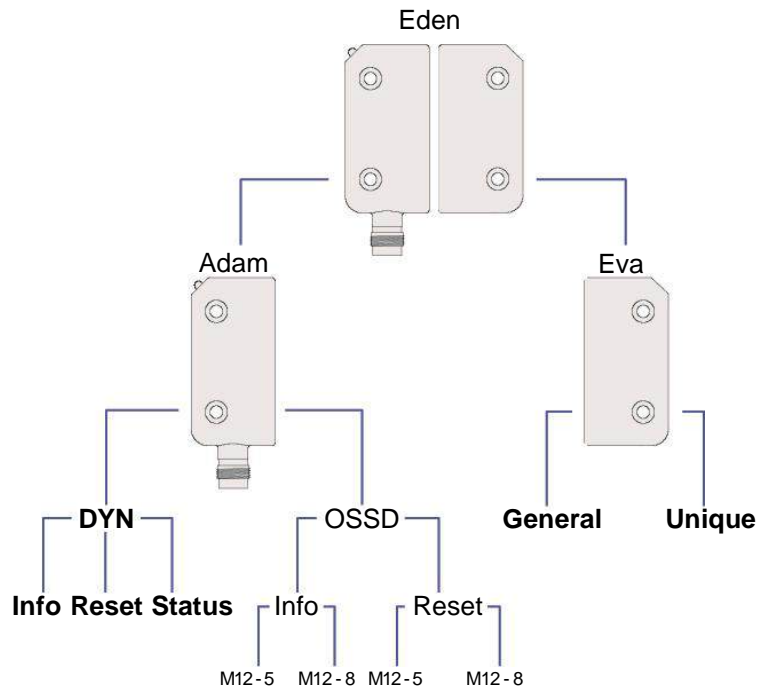 Eden
Adam
Eva
DYN
OSSD
General
Unique
Info Reset Status
Info
Reset
M12-5
M12-8
M12-5
M12-8